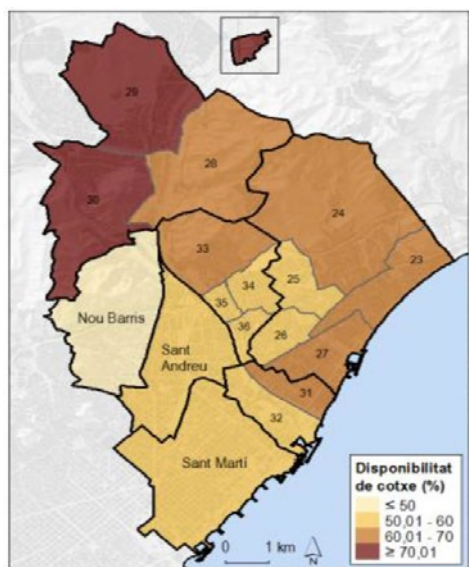 29
28
30
24
33
23
34
25
35
36
26
Nou Barris
Sant
Andreu
27
31
32
Sant Martí
Disponibilitat
de cotxe (%)
≤ 50
50,01 - 60
60,01 - 70
≥ 70,01
0 1 km
N